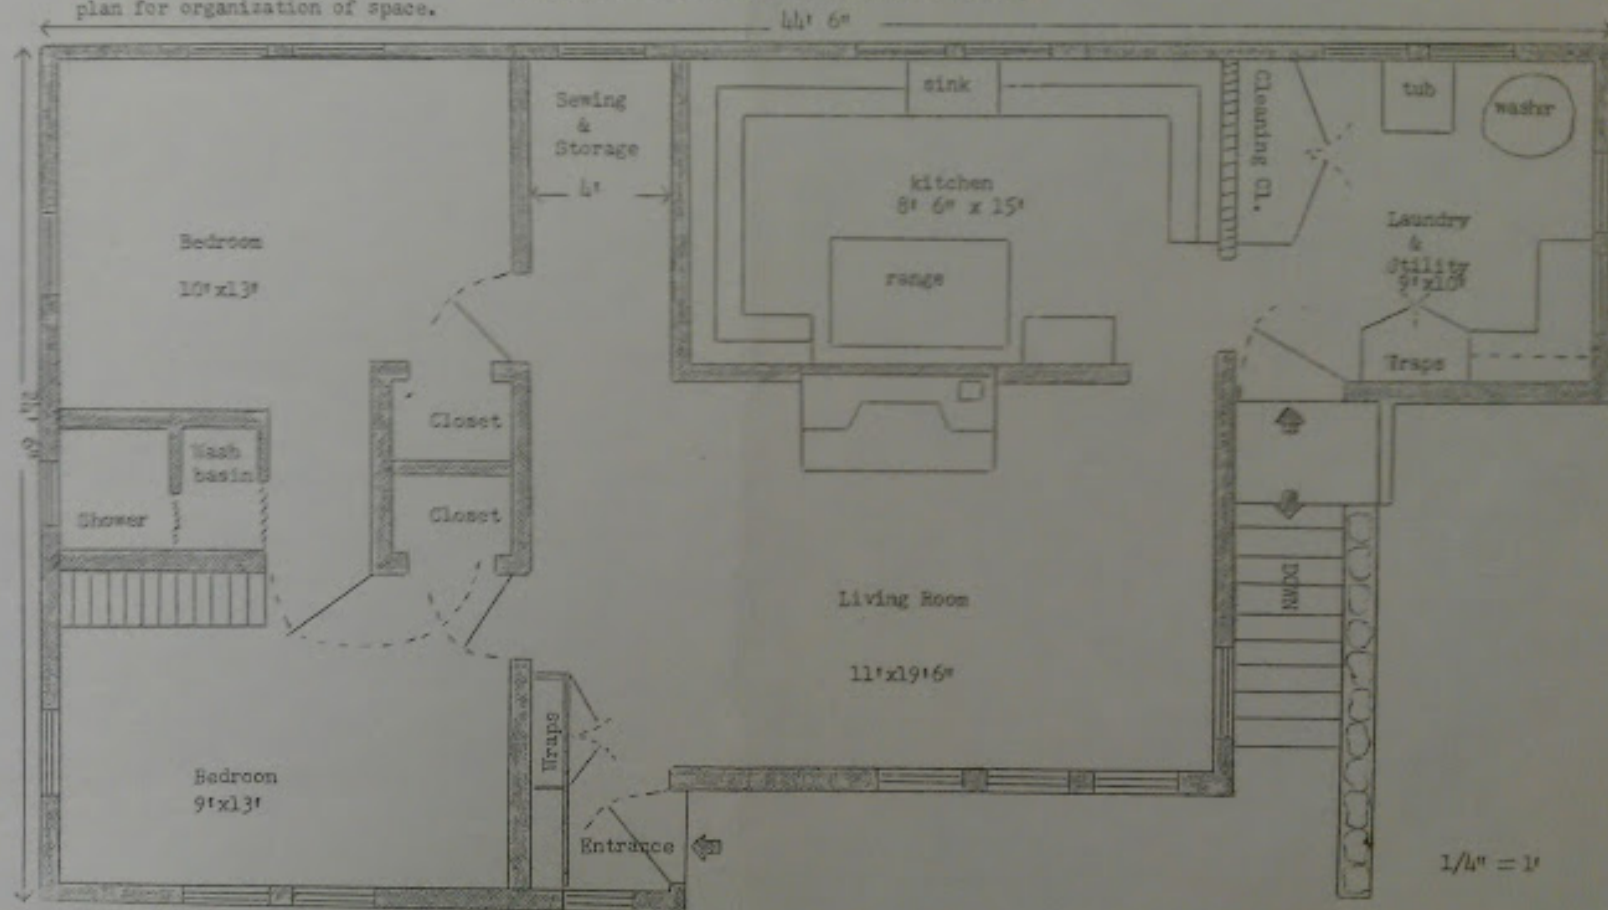 plan for organization of space.
44' 6"
Sewing
&
Storage
4'
sink
kitchen
8' 6" x 15'
range
Cleaning Cl.
tub
washer
Laundry
&
Utility
9'x10'
Wraps
Bedroom
10'x13'
Closet
Closet
Wash
basin
Shower
Living Room
11'x19'6"
DOWN
Bedroom
9'x13'
Wraps
Entrance
1/4" = 1'